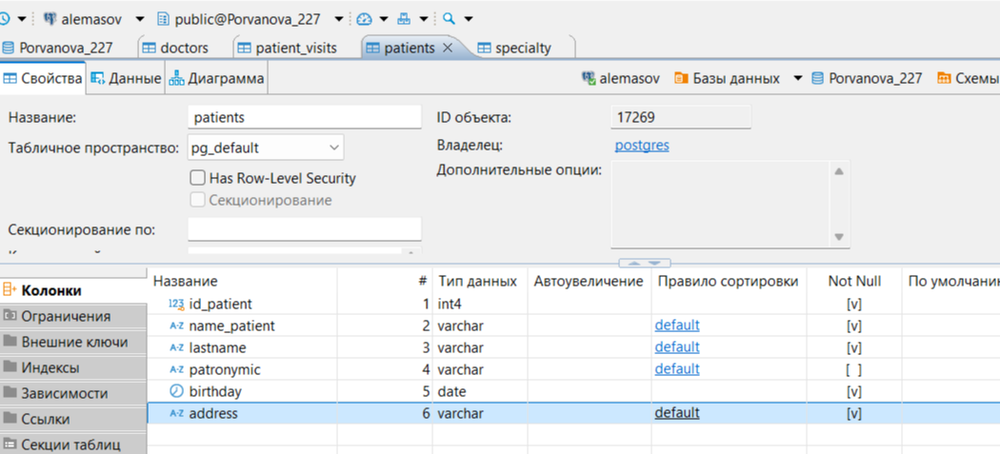 alemasov public@Porvanova_227
Porvanova_227 doctors patient_visits patients specialty
Свойства Данные Диаграмма alemasov Базы данных Porvanova_227 Схемы
Название: patients ID объекта: 17269
Табличное пространство: pg_default Владелец: postgres
Дополнительные опции:
Has Row-Level Security
Секционирование
Секционирование по:
Колонки
Ограничения
Внешние ключи
Индексы
Зависимости
Ссылки
Секции таблиц
Название # Тип данных Автоувеличение Правило сортировки Not Null По умолчани
123 id_patient 1 int4 [v]
A-Z name_patient 2 varchar default [v]
A-Z lastname 3 varchar default [v]
A-Z patronymic 4 varchar default [ ]
birthday 5 date [v]
A-Z address 6 varchar default [v]